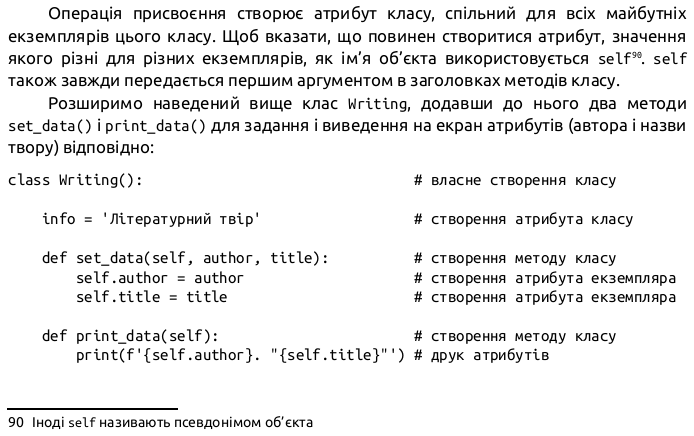 Операція присвоєння створює атрибут класу, спільний для всіх майбутніх
екземплярів цього класу. Щоб вказати, що повинен створитися атрибут, значення
якого різні для різних екземплярів, як ім’я об’єкта використовується self⁹⁰. self
також завжди передається першим аргументом в заголовках методів класу.
Розширимо наведений вище клас Writing, додавши до нього два методи
set_data() і print_data() для задання і виведення на екран атрибутів (автора і назви
твору) відповідно:
class Writing():                                # власне створення класу
    info = 'Літературний твір'                  # створення атрибута класу
    def set_data(self, author, title):          # створення методу класу
        self.author = author                    # створення атрибута екземпляра
        self.title = title                      # створення атрибута екземпляра
    def print_data(self):                       # створення методу класу
        print(f'{self.author}. "{self.title}"') # друк атрибутів
90 Іноді self називають псевдонімом об’єкта